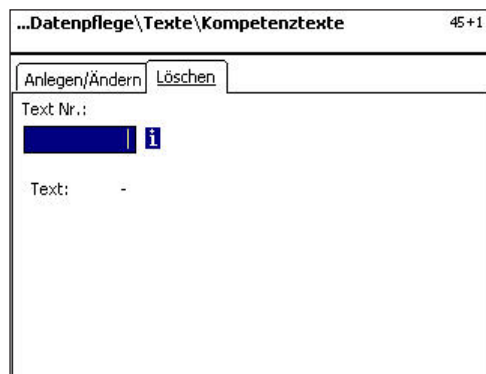 ...Datenpflege\Texte\Kompetenztexte 45+1
Anlegen/Ändern Löschen
Text Nr.:
i
Text: -